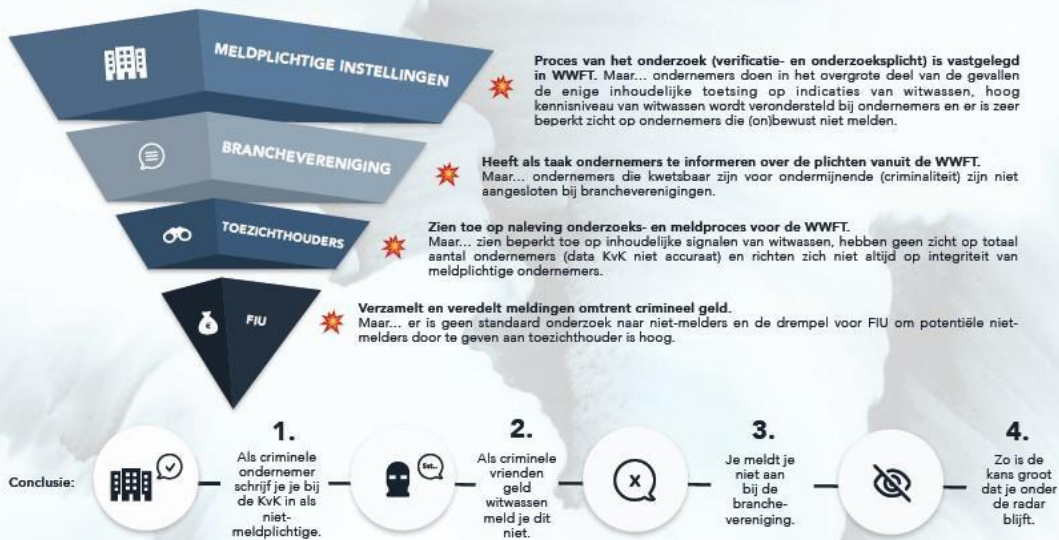 MELDPLICHTIGE INSTELLINGEN
Proces van het onderzoek (verificatie- en onderzoeksplicht) is vastgelegd
in WWFT. Maar... ondernemers doen in het overgrote deel van de gevallen
de enige inhoudelijke toetsing op indicaties van witwassen, hoog
kennisniveau van witwassen wordt verondersteld bij ondernemers en er is zeer
beperkt zicht op ondernemers die (on)bewust niet melden.
BRANCHEVERENIGING
Heeft als taak ondernemers te informeren over de plichten vanuit de WWFT.
Maar... ondernemers die kwetsbaar zijn voor ondermijnende (criminaliteit) zijn niet
aangesloten bij brancheverenigingen.
TOEZICHTHOUDERS
Zien toe op naleving onderzoeks- en meldproces voor de WWFT.
Maar... zien beperkt toe op inhoudelijke signalen van witwassen, hebben geen zicht op totaal
aantal ondernemers (data KvK niet accuraat) en richten zich niet altijd op integriteit van
meldplichtige ondernemers.
€
FIU
Verzamelt en veredelt meldingen omtrent crimineel geld.
Maar... er is geen standaard onderzoek naar niet-melders en de drempel voor FIU om potentiële niet-
melders door te geven aan toezichthouder is hoog.
Conclusie:
1.
Als criminele
ondernemer
schrijf je je bij
de KvK in als
niet-
meldplichtige.
2.
Als criminele
vrienden
geld
witwassen
meld je dit
niet.
x
3.
Je meldt je
niet aan
bij de
branche-
vereniging.
4.
Zo is de
kans groot
dat je onder
de radar
blijft.